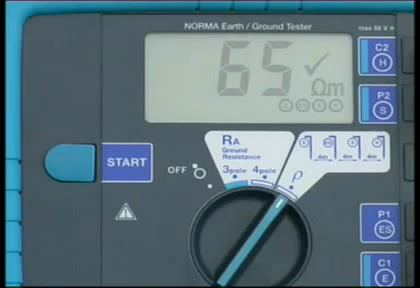 NORMA Earth / Ground Tester
max 50 V
65
Ωm
C2
H
P2
S
RA
Ground
Resistance
3pole 4pole
ρ
4m 4m 4m
OFF
START
P1
ES
C1
E